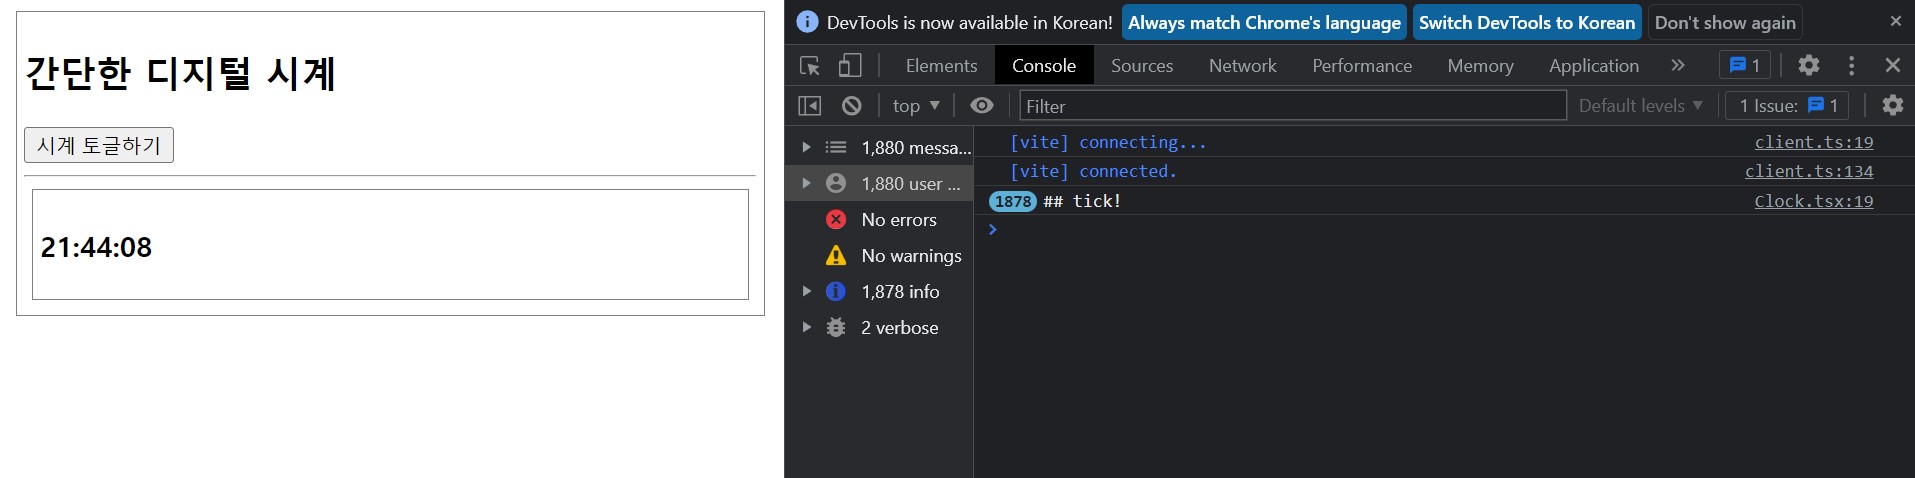 간단한 디지털 시계
시계 토글하기
21:44:08
DevTools is now available in Korean! Always match Chrome's language Switch DevTools to Korean Don't show again
Elements Console Sources Network Performance Memory Application 1
top Filter Default levels 1 Issue: 1
1,880 messa...
1,880 user ...
No errors
No warnings
1,878 info
2 verbose
[vite] connecting... client.ts:19
[vite] connected. client.ts:134
1878 ## tick! Clock.tsx:19